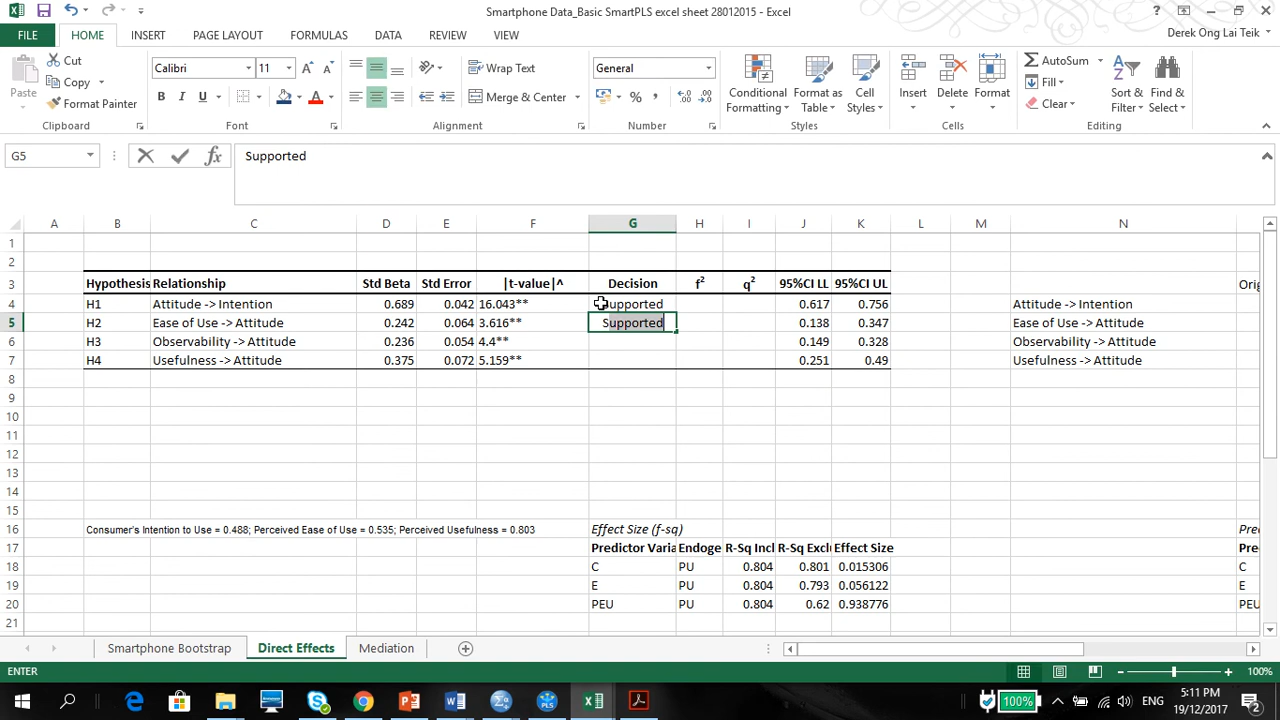 Smartphone Data_Basic SmartPLS excel sheet 28012015 - Excel
FILE HOME INSERT PAGE LAYOUT FORMULAS DATA REVIEW VIEW Derek Ong Lai Teik
Paste Cut Copy Format Painter Clipboard
Calibri 11 B I U A Font
Wrap Text Merge & Center Alignment
General % , Number
Conditional Formatting Format as Table Cell Styles Styles
Insert Delete Format Cells
AutoSum Fill Clear Sort & Filter Find & Select Editing
G5 fx Supported
A B C D E F G H I J K L M N
1
2
3 Hypothesis Relationship Std Beta Std Error |t-value|^ Decision f² q² 95%CI LL 95%CI UL Orig
4 H1 Attitude -> Intention 0.689 0.042 16.043** Supported 0.617 0.756 Attitude -> Intention
5 H2 Ease of Use -> Attitude 0.242 0.064 3.616** Supported 0.138 0.347 Ease of Use -> Attitude
6 H3 Observability -> Attitude 0.236 0.054 4.4** 0.149 0.328 Observability -> Attitude
7 H4 Usefulness -> Attitude 0.375 0.072 5.159** 0.251 0.49 Usefulness -> Attitude
8
9
10
11
12
13
14
15
16 Consumer's Intention to Use = 0.488; Perceived Ease of Use = 0.535; Perceived Usefulness = 0.803 Effect Size (f-sq) Pre
17 Predictor Varia Endoge R-Sq Incl R-Sq Exclu Effect Size Pre
18 C PU 0.804 0.801 0.015306 C
19 E PU 0.804 0.793 0.056122 E
20 PEU PU 0.804 0.62 0.938776 PEU
21
Smartphone Bootstrap Direct Effects Mediation
ENTER 100%
100% ENG 5:11 PM
19/12/2017 2